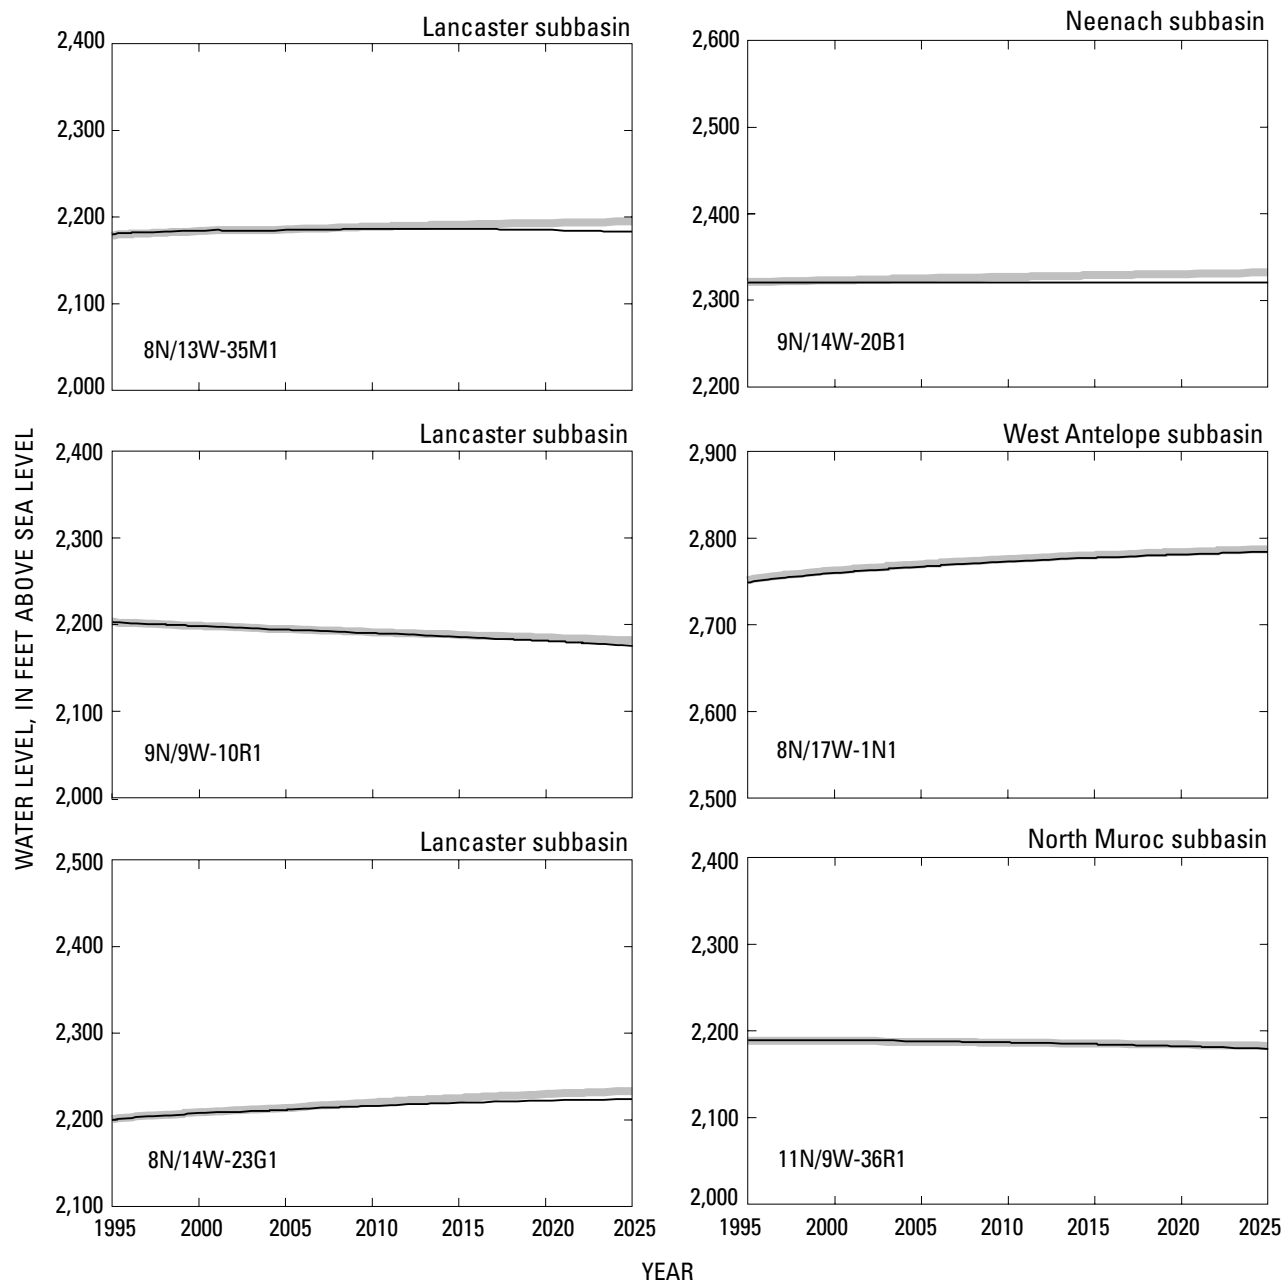 WATER LEVEL, IN FEET ABOVE SEA LEVEL
Lancaster subbasin
2,400
2,300
2,200
2,100
2,000
8N/13W-35M1
Neenach subbasin
2,600
2,500
2,400
2,300
2,200
9N/14W-20B1
Lancaster subbasin
2,400
2,300
2,200
2,100
2,000
9N/9W-10R1
West Antelope subbasin
2,900
2,800
2,700
2,600
2,500
8N/17W-1N1
Lancaster subbasin
2,500
2,400
2,300
2,200
2,100
8N/14W-23G1
1995 2000 2005 2010 2015 2020 2025
North Muroc subbasin
2,400
2,300
2,200
2,100
2,000
11N/9W-36R1
1995 2000 2005 2010 2015 2020 2025
YEAR